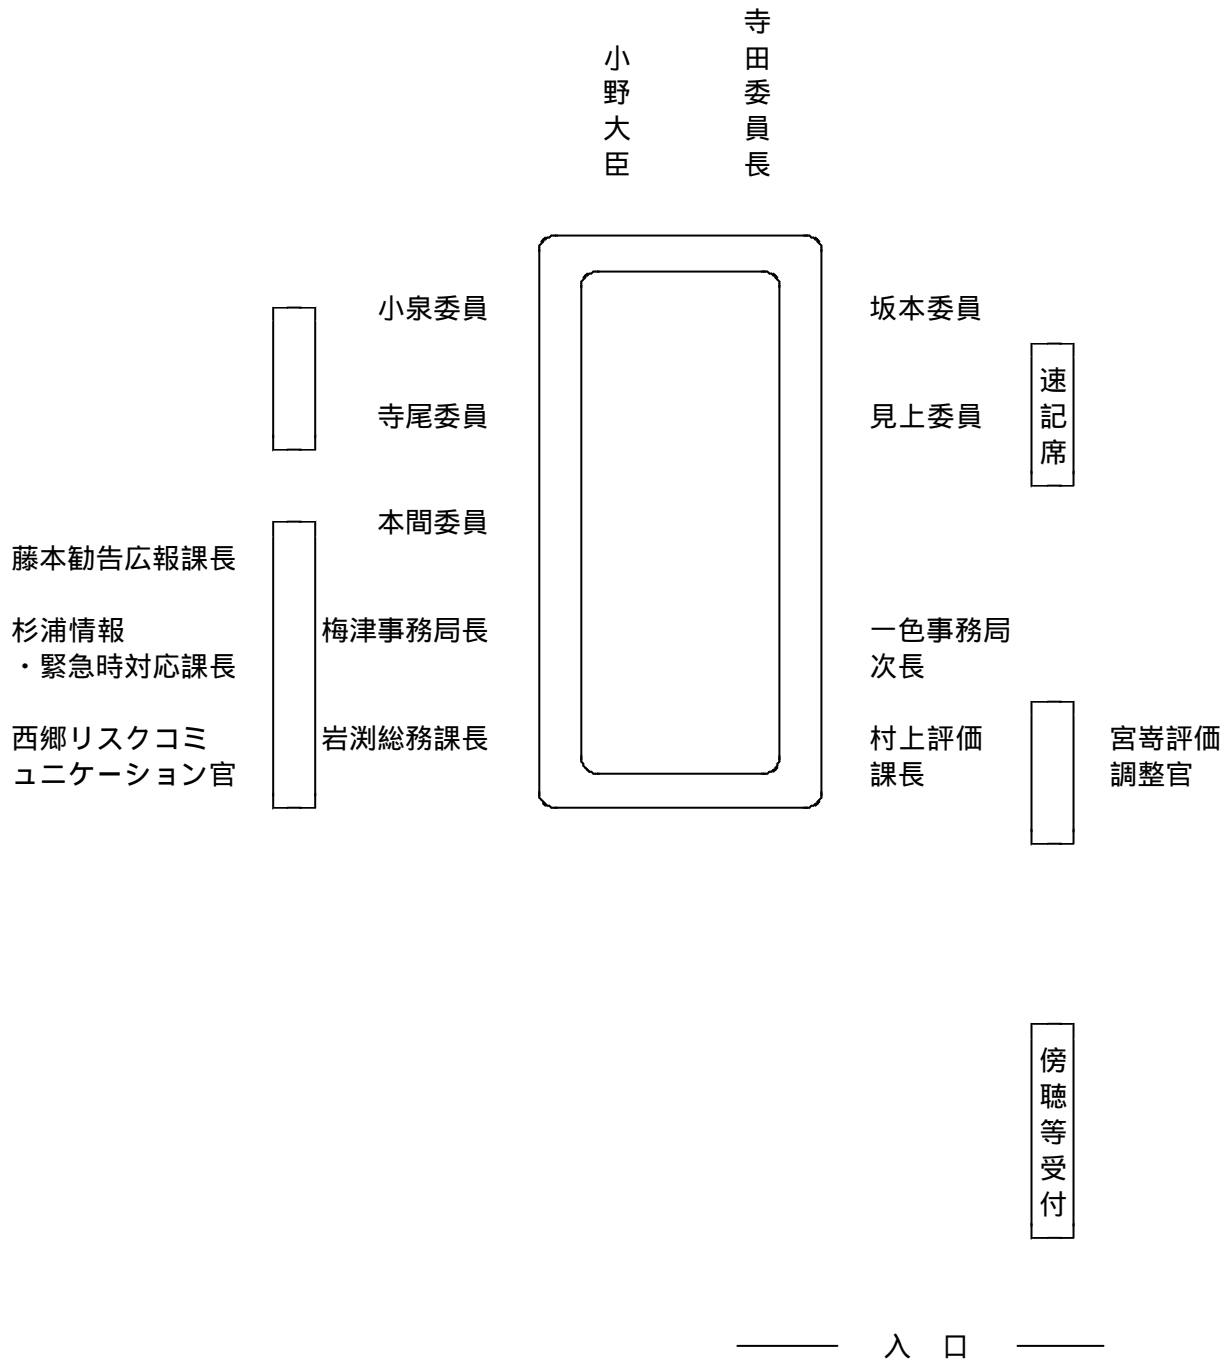 小野大臣
寺田委員長
小泉委員
坂本委員
速記席
寺尾委員
見上委員
本間委員
藤本勧告広報課長
杉浦情報
・緊急時対応課長
梅津事務局長
一色事務局
次長
西郷リスクコミ
ュニケーション官
岩渕総務課長
村上評価
課長
宮嵜評価
調整官
傍聴等受付
入 口